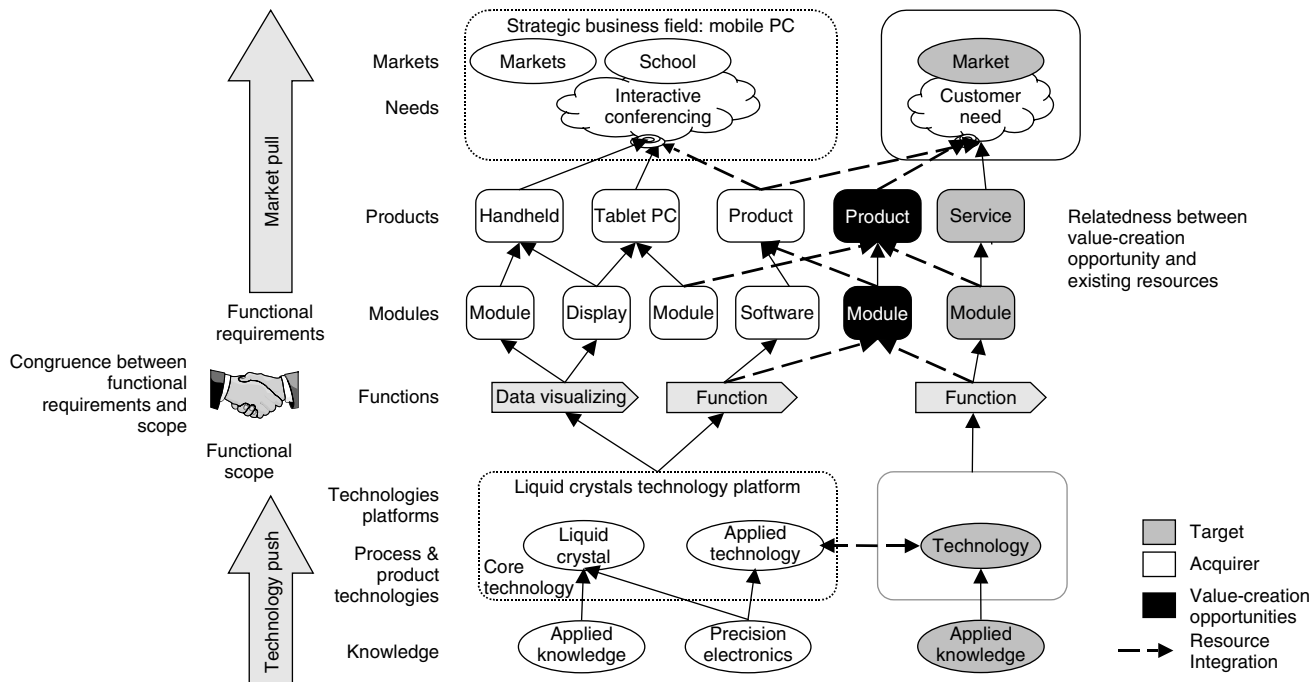 Strategic business field: mobile PC
Markets
Markets
School
Market
Needs
Interactive
conferencing
Customer
need
Market pull
Products
Handheld
Tablet PC
Product
Product
Service
Relatedness between
value-creation
opportunity and
existing resources
Functional
requirements
Modules
Module
Display
Module
Software
Module
Module
Congruence between
functional
requirements and
scope
Functions
Data visualizing
Function
Function
Functional
scope
Technologies
platforms
Liquid crystals technology platform
Process &
product
technologies
Liquid
crystal
Applied
technology
Technology
Core
technology
Technology push
Knowledge
Applied
knowledge
Precision
electronics
Applied
knowledge
Target
Acquirer
Value-creation
opportunities
Resource
Integration